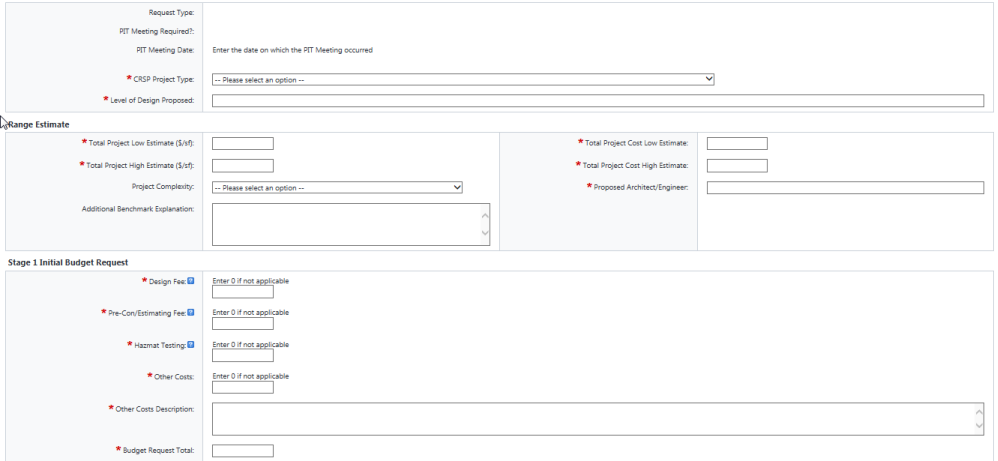 Request Type:
PIT Meeting Required?:
PIT Meeting Date: Enter the date on which the PIT Meeting occurred
* CRSP Project Type: -- Please select an option --
* Level of Design Proposed:
Range Estimate
* Total Project Low Estimate ($/sf): * Total Project Cost Low Estimate:
* Total Project High Estimate ($/sf): * Total Project Cost High Estimate:
Project Complexity: -- Please select an option -- * Proposed Architect/Engineer:
Additional Benchmark Explanation:
Stage 1 Initial Budget Request
* Design Fee: ? Enter 0 if not applicable
* Pre-Con/Estimating Fee: ? Enter 0 if not applicable
* Hazmat Testing: ? Enter 0 if not applicable
* Other Costs: Enter 0 if not applicable
* Other Costs Description:
* Budget Request Total: